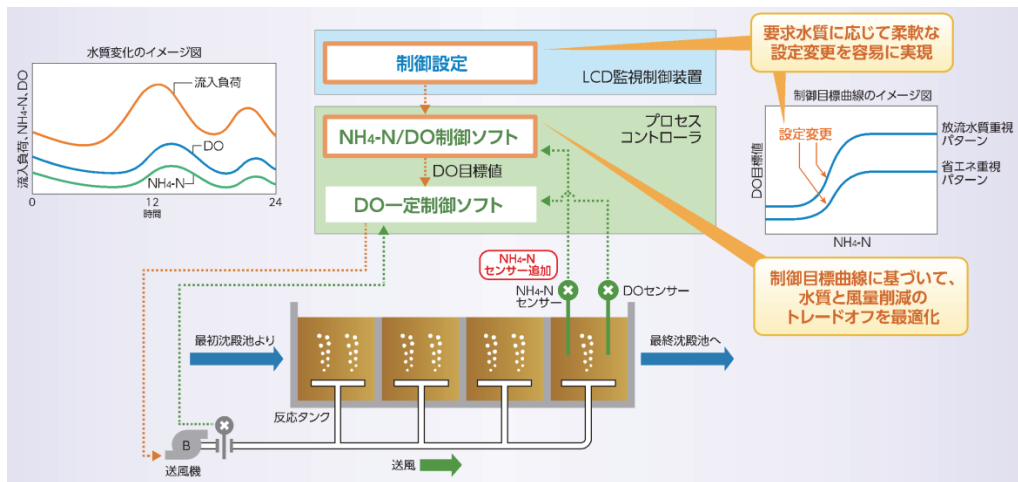 水質変化のイメージ図
流入負荷、NH4-N、DO
流入負荷
DO
NH4-N
0
12
24
時間
制御設定
LCD監視制御装置
NH4-N/DO制御ソフト
プロセス
コントローラ
DO目標値
DO一定制御ソフト
要求水質に応じて柔軟な
設定変更を容易に実現
制御目標曲線のイメージ図
DO目標値
設定変更
放流水質重視
パターン
省エネ重視
パターン
NH4-N
制御目標曲線に基づいて、
水質と風量削減の
トレードオフを最適化
NH4-N
センサー追加
NH4-N
センサー
DOセンサー
最初沈殿池より
最終沈殿池へ
反応タンク
B
送風機
送風